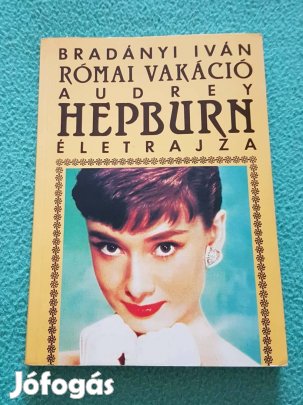 BRADÁNYI IVÁN
RÓMAI VAKÁCIÓ
AUDREY
HEPBURN
ÉLETRAJZA
Jófogás